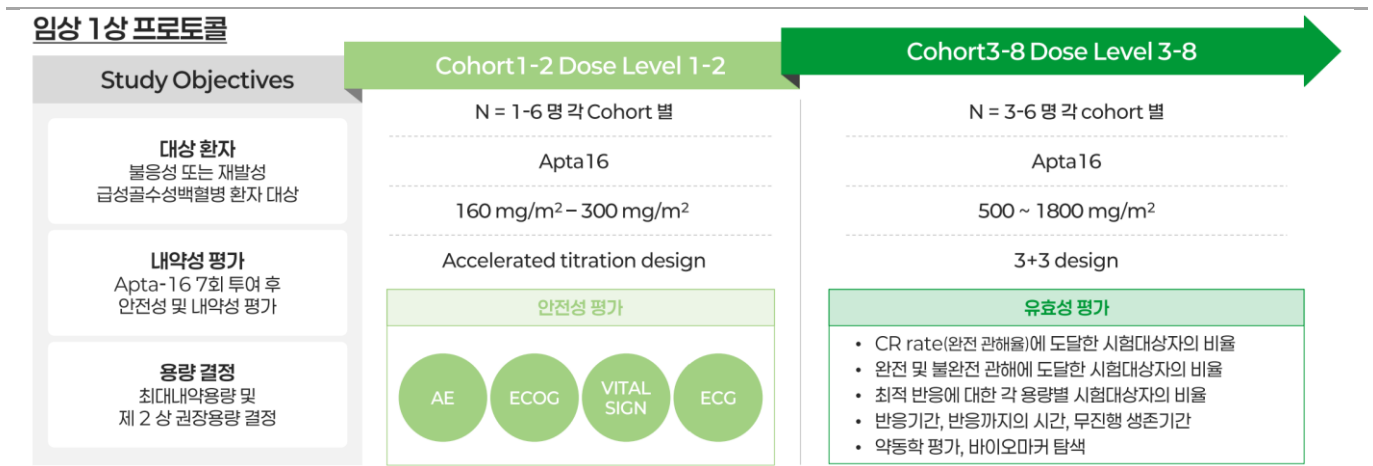 임상 1상 프로토콜
Study Objectives
대상 환자
불응성 또는 재발성
급성골수성백혈병 환자 대상
내약성 평가
Apta-16 7회 투여 후
안전성 및 내약성 평가
용량 결정
최대내약용량 및
제 2 상 권장용량 결정
Cohort1-2 Dose Level 1-2
N = 1-6 명 각 Cohort 별
Apta16
160 mg/m² – 300 mg/m²
Accelerated titration design
안전성 평가
AE
ECOG
VITAL
SIGN
ECG
Cohort3-8 Dose Level 3-8
N = 3-6 명 각 cohort 별
Apta16
500 ~ 1800 mg/m²
3+3 design
유효성 평가
• CR rate(완전 관해율)에 도달한 시험대상자의 비율
• 완전 및 불완전 관해에 도달한 시험대상자의 비율
• 최적 반응에 대한 각 용량별 시험대상자의 비율
• 반응기간, 반응까지의 시간, 무진행 생존기간
• 약동학 평가, 바이오마커 탐색